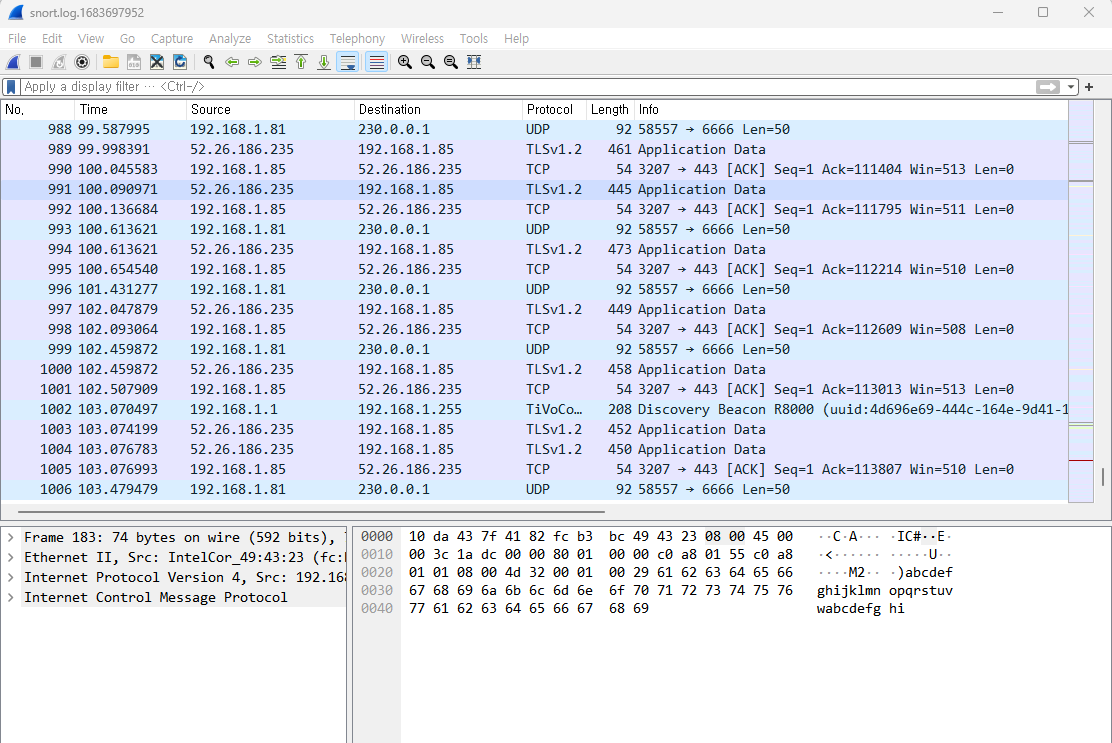 snort.log.1683697952
File Edit View Go Capture Analyze Statistics Telephony Wireless Tools Help
Apply a display filter ··· <Ctrl-/>
No. Time Source Destination Protocol Length Info
988 99.587995 192.168.1.81 230.0.0.1 UDP 92 58557 → 6666 Len=50
989 99.998391 52.26.186.235 192.168.1.85 TLSv1.2 461 Application Data
990 100.045583 192.168.1.85 52.26.186.235 TCP 54 3207 → 443 [ACK] Seq=1 Ack=111404 Win=513 Len=0
991 100.090971 52.26.186.235 192.168.1.85 TLSv1.2 445 Application Data
992 100.136684 192.168.1.85 52.26.186.235 TCP 54 3207 → 443 [ACK] Seq=1 Ack=111795 Win=511 Len=0
993 100.613621 192.168.1.81 230.0.0.1 UDP 92 58557 → 6666 Len=50
994 100.613621 52.26.186.235 192.168.1.85 TLSv1.2 473 Application Data
995 100.654540 192.168.1.85 52.26.186.235 TCP 54 3207 → 443 [ACK] Seq=1 Ack=112214 Win=510 Len=0
996 101.431277 192.168.1.81 230.0.0.1 UDP 92 58557 → 6666 Len=50
997 102.047879 52.26.186.235 192.168.1.85 TLSv1.2 449 Application Data
998 102.093064 192.168.1.85 52.26.186.235 TCP 54 3207 → 443 [ACK] Seq=1 Ack=112609 Win=508 Len=0
999 102.459872 192.168.1.81 230.0.0.1 UDP 92 58557 → 6666 Len=50
1000 102.459872 52.26.186.235 192.168.1.85 TLSv1.2 458 Application Data
1001 102.507909 192.168.1.85 52.26.186.235 TCP 54 3207 → 443 [ACK] Seq=1 Ack=113013 Win=513 Len=0
1002 103.070497 192.168.1.1 192.168.1.255 TiVoCo… 208 Discovery Beacon R8000 (uuid:4d696e69-444c-164e-9d41-1
1003 103.074199 52.26.186.235 192.168.1.85 TLSv1.2 452 Application Data
1004 103.076783 52.26.186.235 192.168.1.85 TLSv1.2 450 Application Data
1005 103.076993 192.168.1.85 52.26.186.235 TCP 54 3207 → 443 [ACK] Seq=1 Ack=113807 Win=510 Len=0
1006 103.479479 192.168.1.81 230.0.0.1 UDP 92 58557 → 6666 Len=50
Frame 183: 74 bytes on wire (592 bits),
Ethernet II, Src: IntelCor_49:43:23 (fc:
Internet Protocol Version 4, Src: 192.168
Internet Control Message Protocol
0000 10 da 43 7f 41 82 fc b3 bc 49 43 23 08 00 45 00 ··C·A··· ·IC#··E·
0010 00 3c 1a dc 00 00 80 01 00 00 c0 a8 01 55 c0 a8 ·<······ ·····U··
0020 01 01 08 00 4d 32 00 01 00 29 61 62 63 64 65 66 ····M2·· ·)abcdef
0030 67 68 69 6a 6b 6c 6d 6e 6f 70 71 72 73 74 75 76 ghijklmn opqrstuv
0040 77 61 62 63 64 65 66 67 68 69 wabcdefg hi